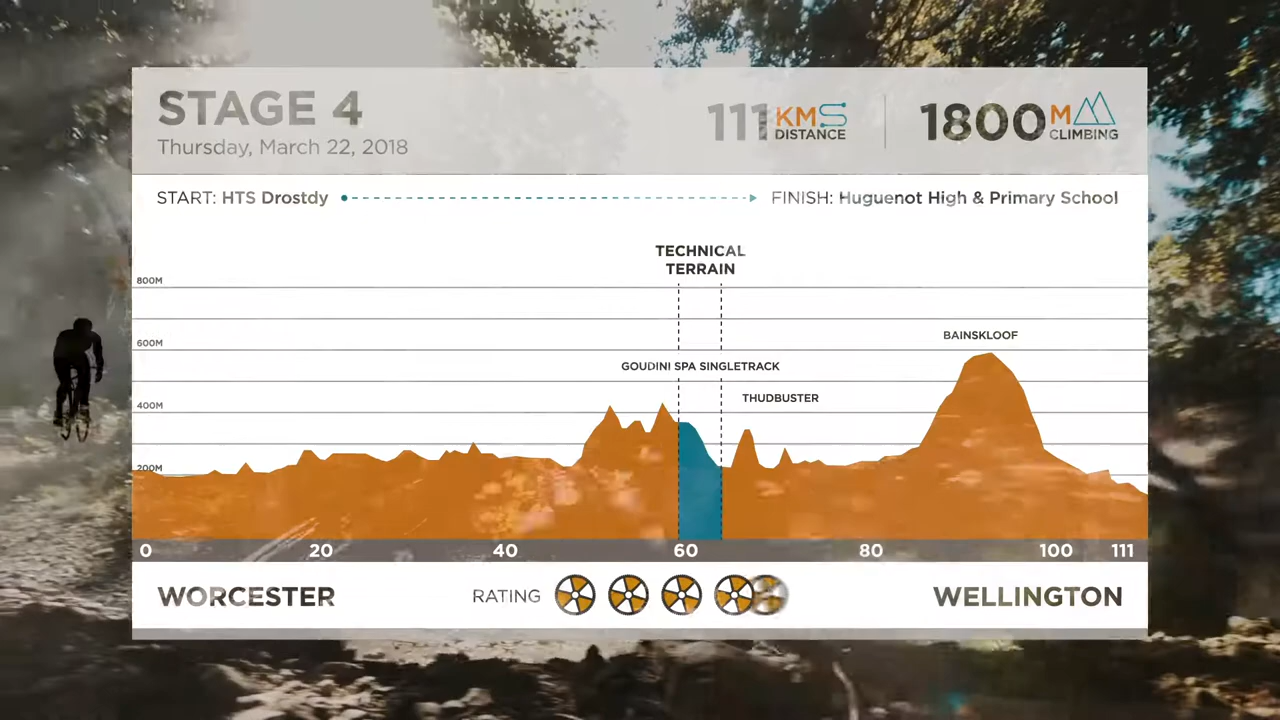 STAGE 4
Thursday, March 22, 2018
111 KM DISTANCE
1800 M CLIMBING
START: HTS Drostdy
FINISH: Huguenot High & Primary School
TECHNICAL
TERRAIN
800M
600M
BAINSKLOOF
GOUDINI SPA SINGLETRACK
THUDBUSTER
400M
200M
0 20 40 60 80 100 111
WORCESTER
RATING
WELLINGTON